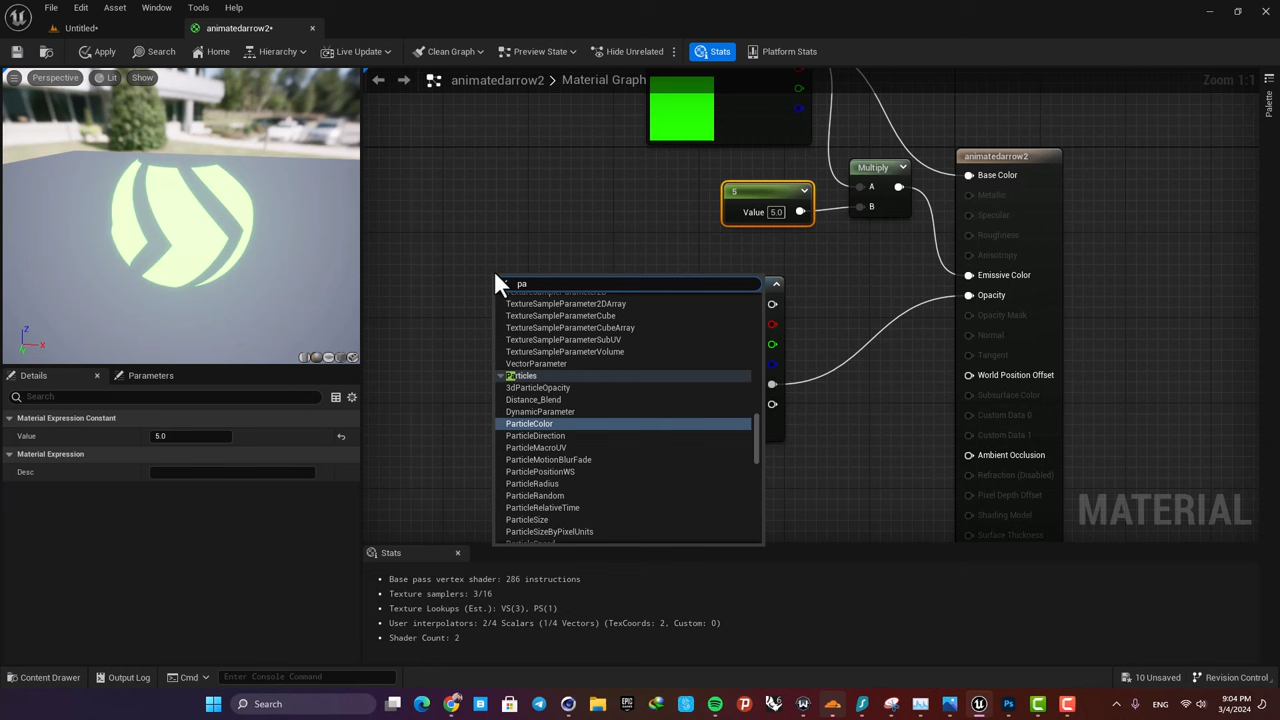 File Edit Asset Window Tools Help
Untitled*
animatedarrow2*
Apply Search Home Hierarchy Live Update Clean Graph Preview State Hide Unrelated Stats Platform Stats
Perspective Lit Show
animatedarrow2 Material Graph
Zoom 1:1
Palette
animatedarrow2
Multiply
Base Color
A
Metallic
5
B
Specular
Value 5.0
Roughness
Anisotropy
Emissive Color
pa
Opacity
TextureSampleParameter2DArray
Opacity Mask
TextureSampleParameterCube
TextureSampleParameterCubeArray
Normal
TextureSampleParameterSubUV
TextureSampleParameterVolume
Tangent
VectorParameter
Particles
World Position Offset
3dParticleOpacity
Subsurface Color
Distance_Blend
DynamicParameter
Custom Data 0
ParticleColor
ParticleDirection
Custom Data 1
ParticleMacroUV
Ambient Occlusion
ParticleMotionBlurFade
ParticlePositionWS
Refraction (Disabled)
ParticleRadius
ParticleRandom
Pixel Depth Offset
ParticleRelativeTime
Shading Model
ParticleSize
ParticleSizeByPixelUnits
Surface Thickness
MATERIAL
Z
X
Y
Details Parameters
Search
Material Expression Constant
Value 5.0
Material Expression
Desc
Stats
Base pass vertex shader: 286 instructions
Texture samplers: 3/16
Texture Lookups (Est.): VS(3), PS(1)
User interpolators: 2/4 Scalars (1/4 Vectors) (TexCoords: 2, Custom: 0)
Shader Count: 2
Content Drawer Output Log Cmd Enter Console Command 10 Unsaved Revision Control
Search
9:04 PM
3/4/2024